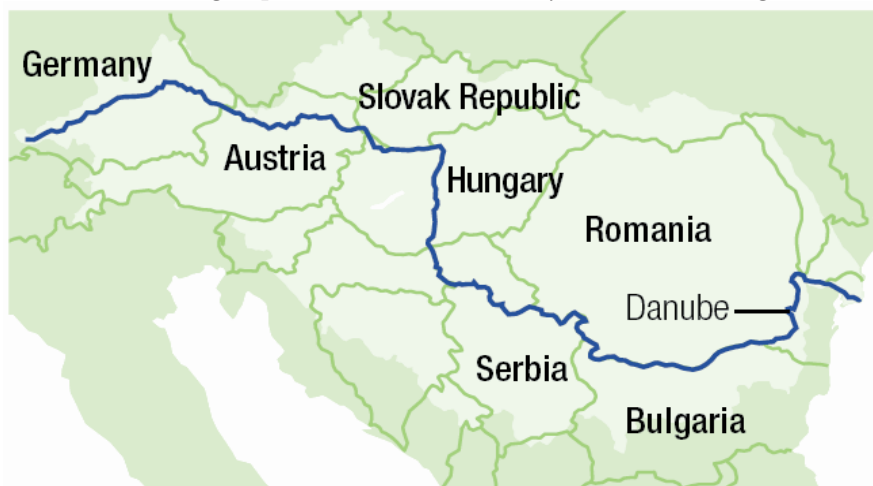 Germany
Slovak Republic
Austria
Hungary
Romania
Danube
Serbia
Bulgaria